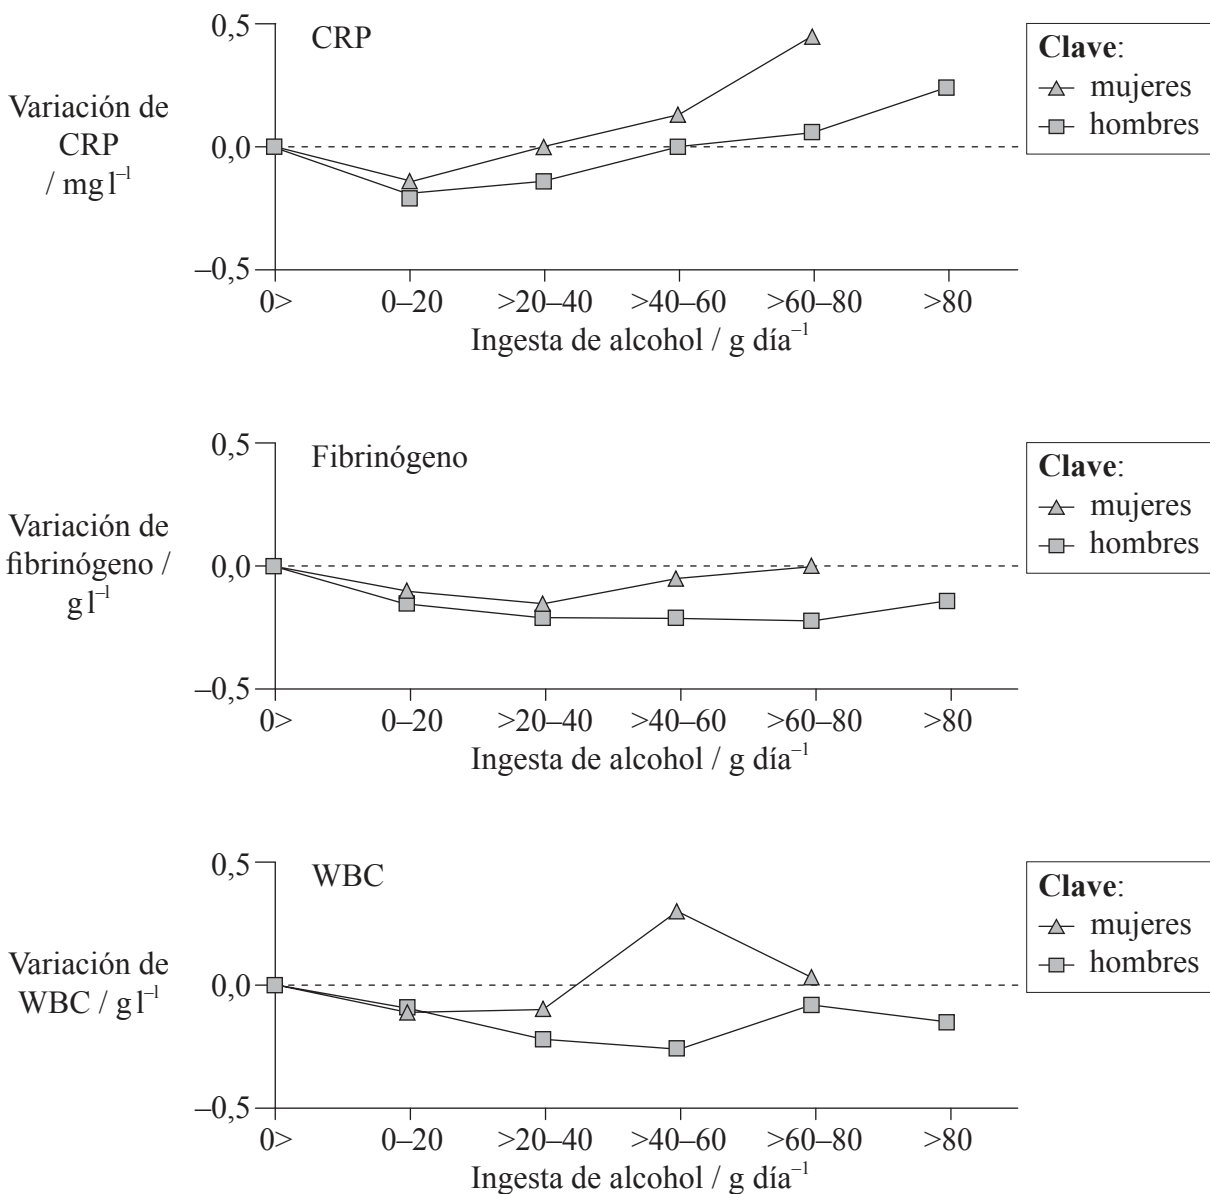 0,5
CRP
Clave:
mujeres
hombres
Variación de
CRP
/ mg l⁻¹
0,0
–0,5
0> 0–20 >20–40 >40–60 >60–80 >80
Ingesta de alcohol / g día⁻¹
0,5
Fibrinógeno
Clave:
mujeres
hombres
Variación de
fibrinógeno /
g l⁻¹
0,0
–0,5
0> 0–20 >20–40 >40–60 >60–80 >80
Ingesta de alcohol / g día⁻¹
0,5
WBC
Clave:
mujeres
hombres
Variación de
WBC / g l⁻¹
0,0
–0,5
0> 0–20 >20–40 >40–60 >60–80 >80
Ingesta de alcohol / g día⁻¹